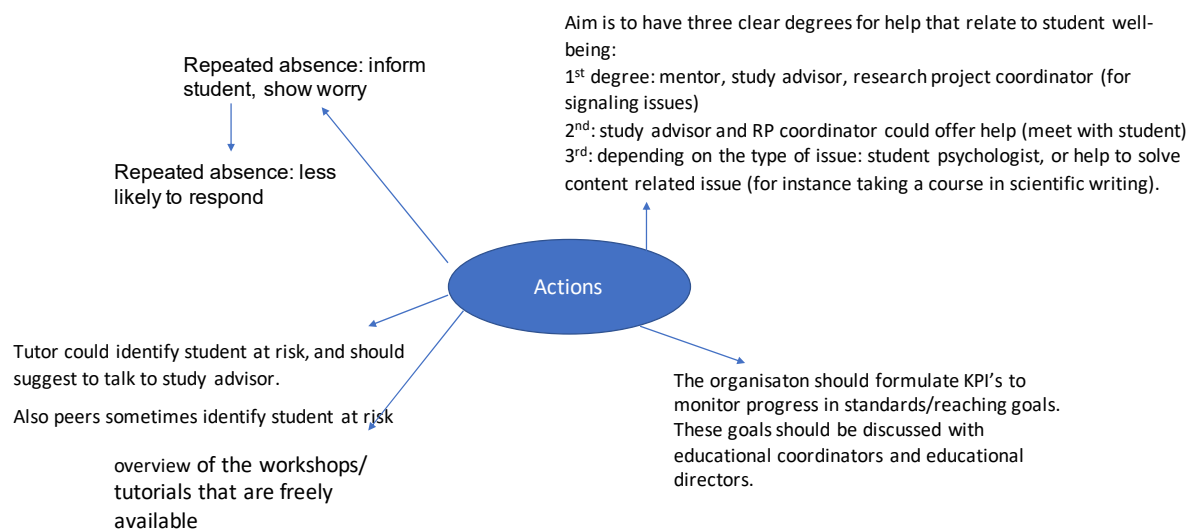 Aim is to have three clear degrees for help that relate to student well-
being:
1st degree: mentor, study advisor, research project coordinator (for
signaling issues)
2nd: study advisor and RP coordinator could offer help (meet with student)
3rd: depending on the type of issue: student psychologist, or help to solve
content related issue (for instance taking a course in scientific writing).
Repeated absence: inform
student, show worry
Repeated absence: less
likely to respond
Actions
Tutor could identify student at risk, and should
suggest to talk to study advisor.
Also peers sometimes identify student at risk
overview of the workshops/
tutorials that are freely
available
The organisaton should formulate KPI's to
monitor progress in standards/reaching goals.
These goals should be discussed with
educational coordinators and educational
directors.